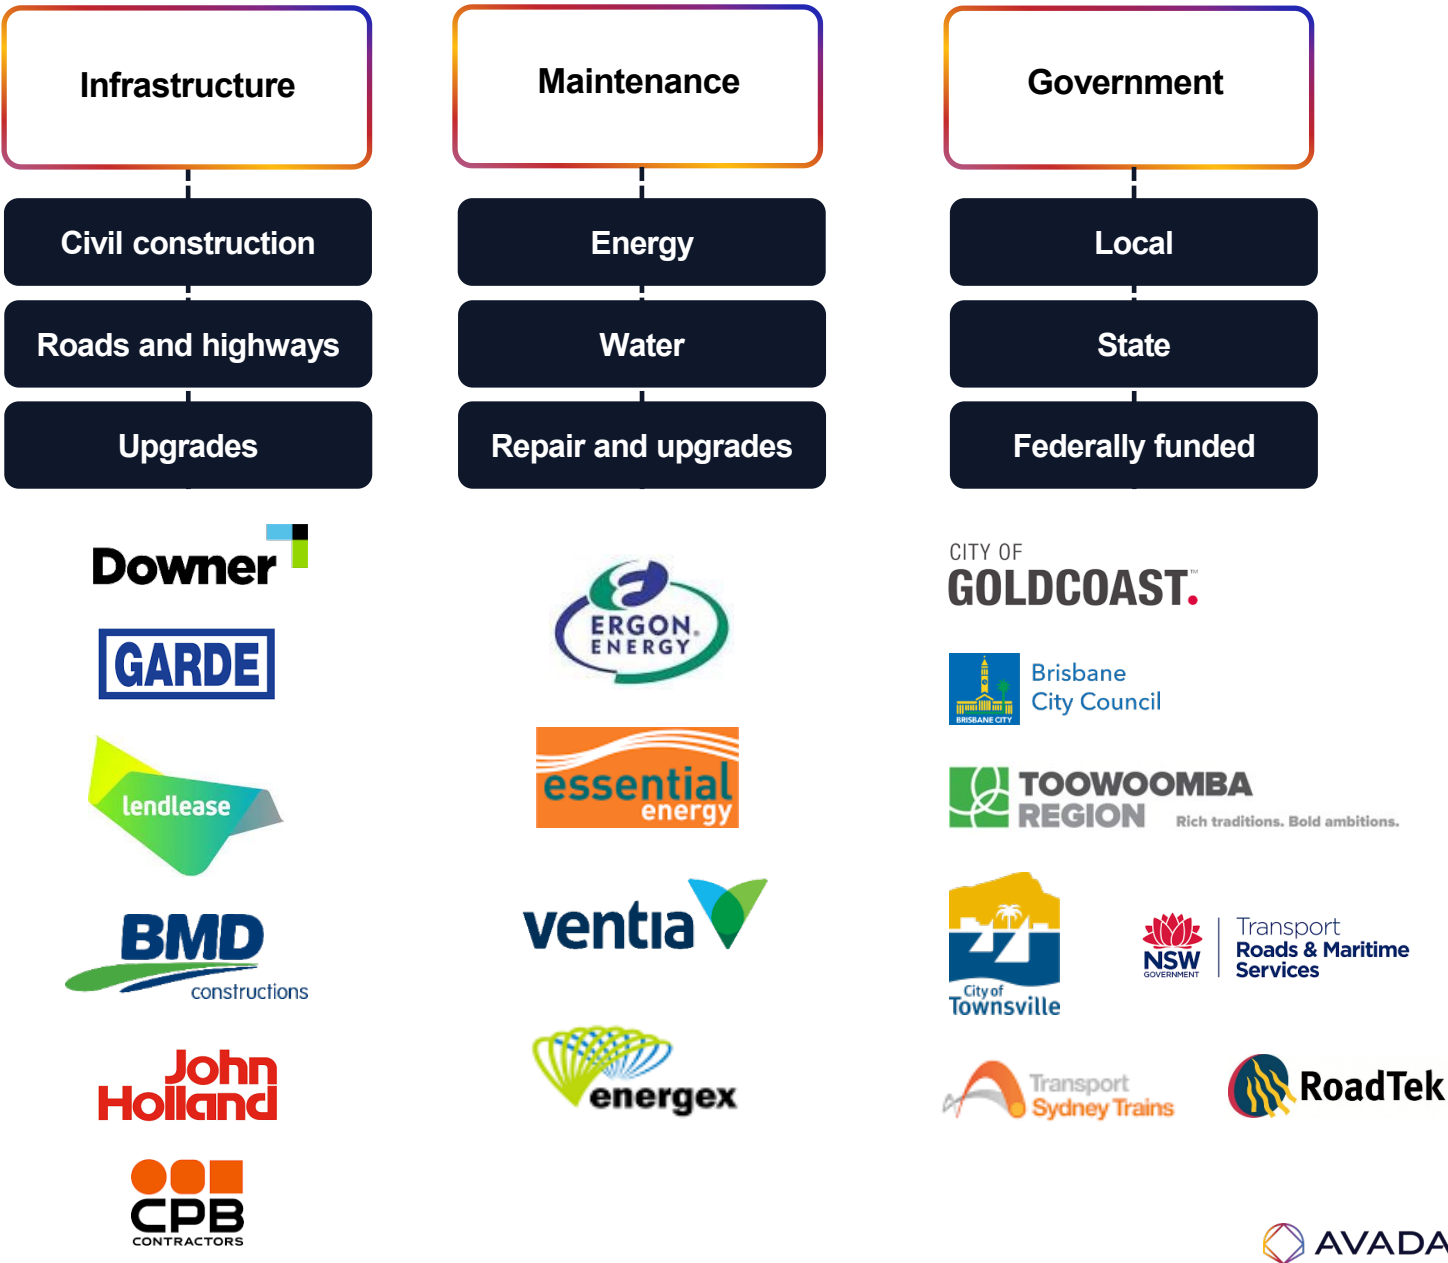 Infrastructure
Civil construction
Roads and highways
Upgrades
Downer
GARDE
lendlease
BMD
constructions
John
Holland
CPB
CONTRACTORS
Maintenance
Energy
Water
Repair and upgrades
ERGON®
ENERGY
essential
energy
ventia
energex
Government
Local
State
Federally funded
CITY OF
GOLDCOAST.™
BRISBANE CITY
Brisbane
City Council
TOOWOOMBA
REGION
Rich traditions. Bold ambitions.
City of
Townsville
NSW
GOVERNMENT
Transport
Roads & Maritime
Services
Transport
Sydney Trains
RoadTek
AVADA